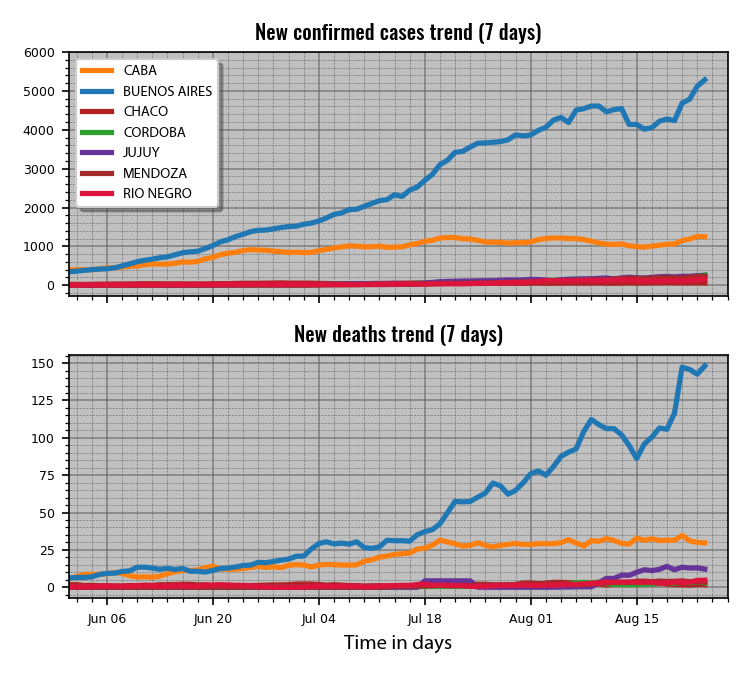 New confirmed cases trend (7 days)
6000
5000
4000
3000
2000
1000
0
CABA
BUENOS AIRES
CHACO
CORDOBA
JUJUY
MENDOZA
RIO NEGRO
New deaths trend (7 days)
150
125
100
75
50
25
0
Jun 06 Jun 20 Jul 04 Jul 18 Aug 01 Aug 15
Time in days